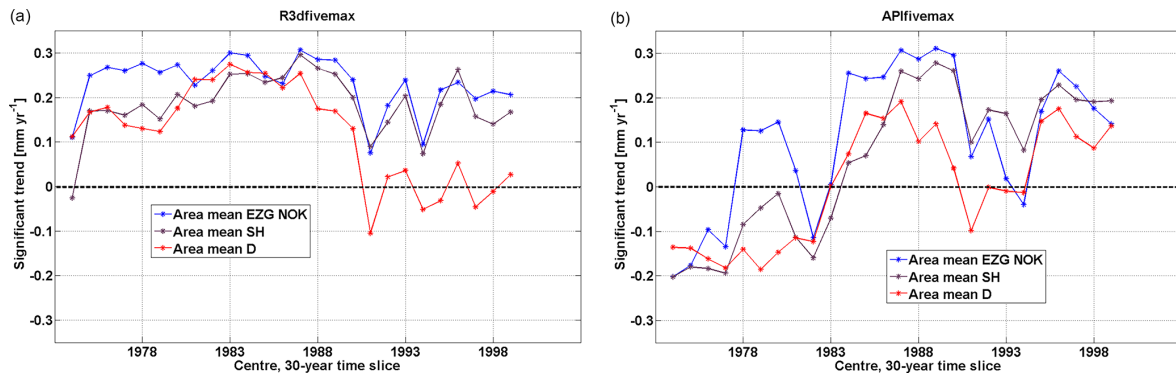 (a)
R3dfivemax
Significant trend [mm yr-1]
0.3
0.2
0.1
0
-0.1
-0.2
-0.3
Area mean EZG NOK
Area mean SH
Area mean D
1978 1983 1988 1993 1998
Centre, 30-year time slice
(b)
APIfivemax
Significant trend [mm yr-1]
0.3
0.2
0.1
0
-0.1
-0.2
-0.3
Area mean EZG NOK
Area mean SH
Area mean D
1978 1983 1988 1993 1998
Centre, 30-year time slice